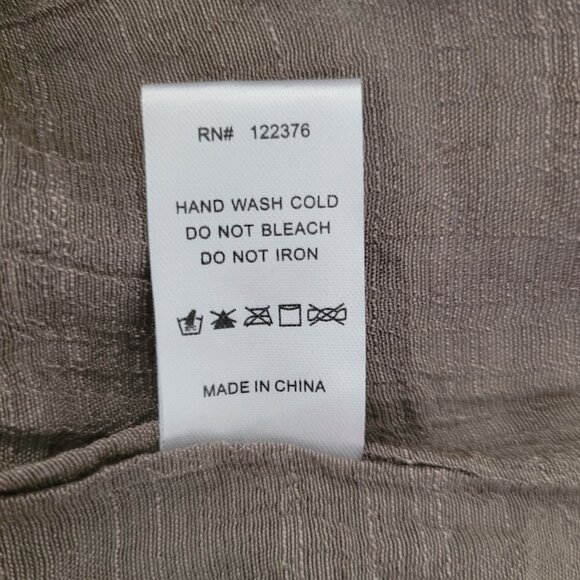 RN# 122376
HAND WASH COLD
DO NOT BLEACH
DO NOT IRON
MADE IN CHINA